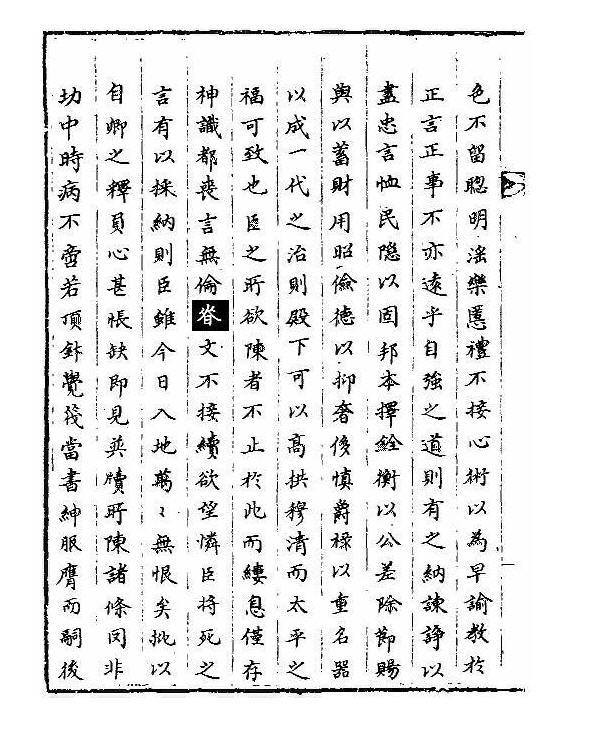 色不留聰明滛樂慝禮不接心術以為早諭教於
正言正事不亦遠乎自強之道則有之納諫諍以
盡忠言恤民隐以固邦本擇銓衡以公差除節賜
與以蓄財用昭儉徳以抑奢侈慎爵禄以重名器
以成一代之治則殿下可以高拱穆清而太平之
福可致也臣之所欲陳者不止於此而縷息僅存
神識都丧言無倫脊文不接續欲望憐臣将死之
言有以採納則臣雖今日入地萬〻無恨矣批以
自卿之釋負心甚悵缺即見奕牘所陳諸條罔非
切中時病不啻若頂鉢覺後當書紳服膺而嗣後